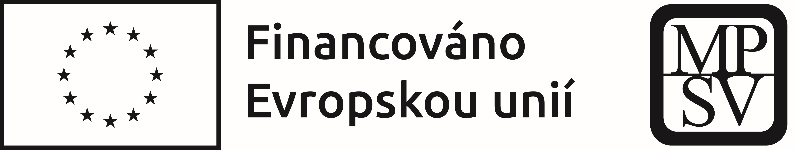 Financováno
Evropskou unií
MP
SV